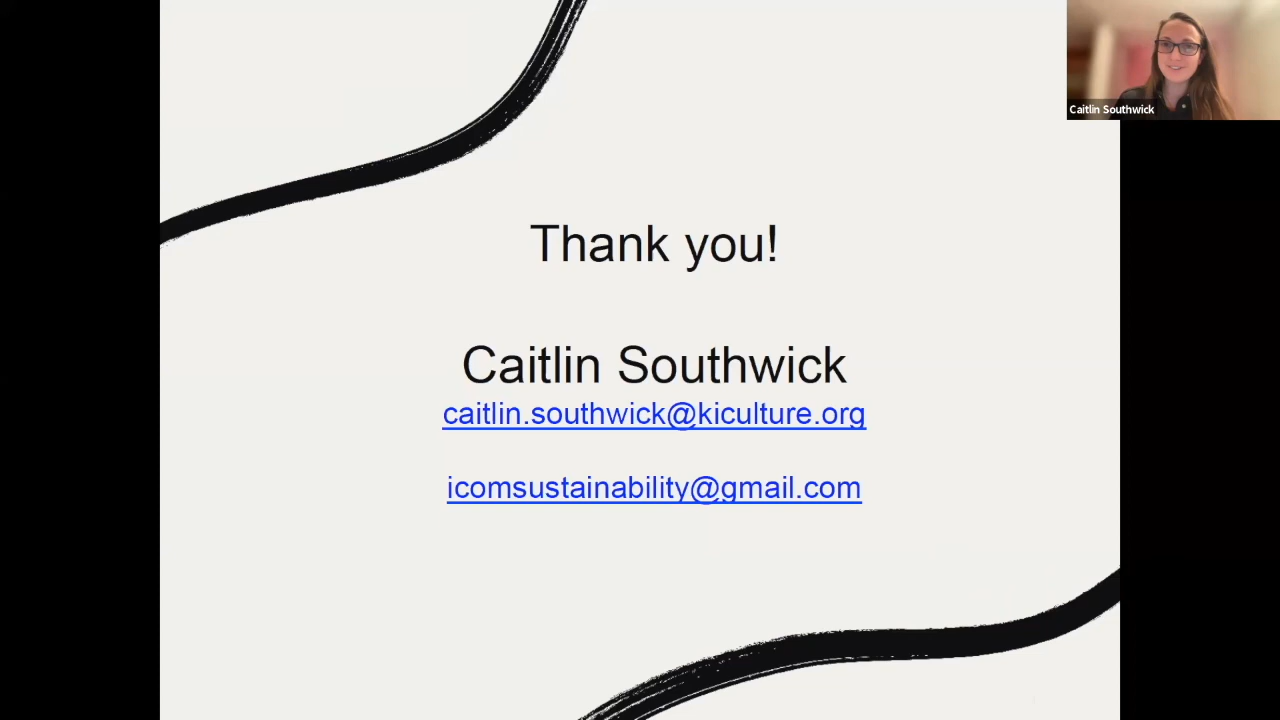 Caitlin Southwick
Thank you!
Caitlin Southwick
caitlin.southwick@kiculture.org
icomsustainability@gmail.com